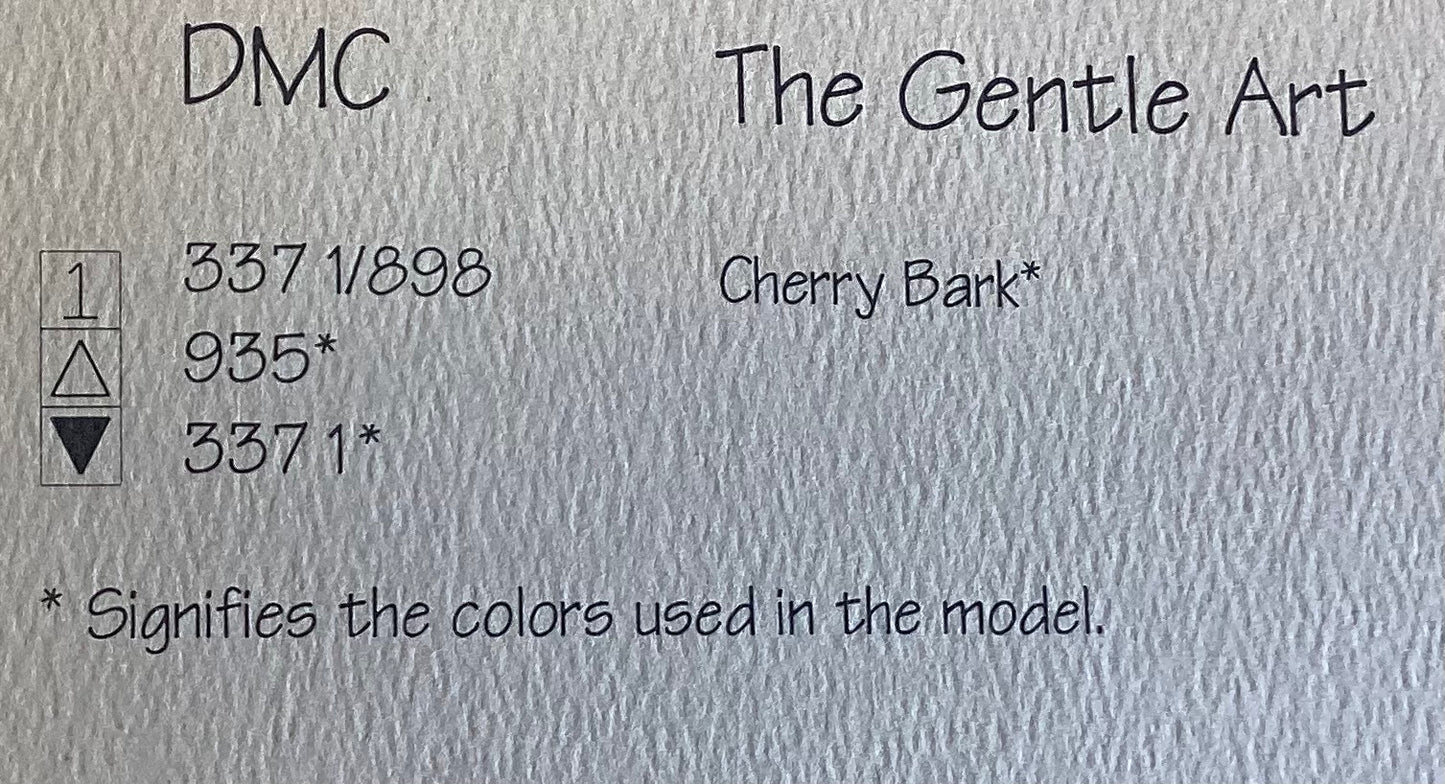 DMC The Gentle Art
1 3371/898 Cherry Bark*
△ 935*
▼ 3371*
* Signifies the colors used in the model.